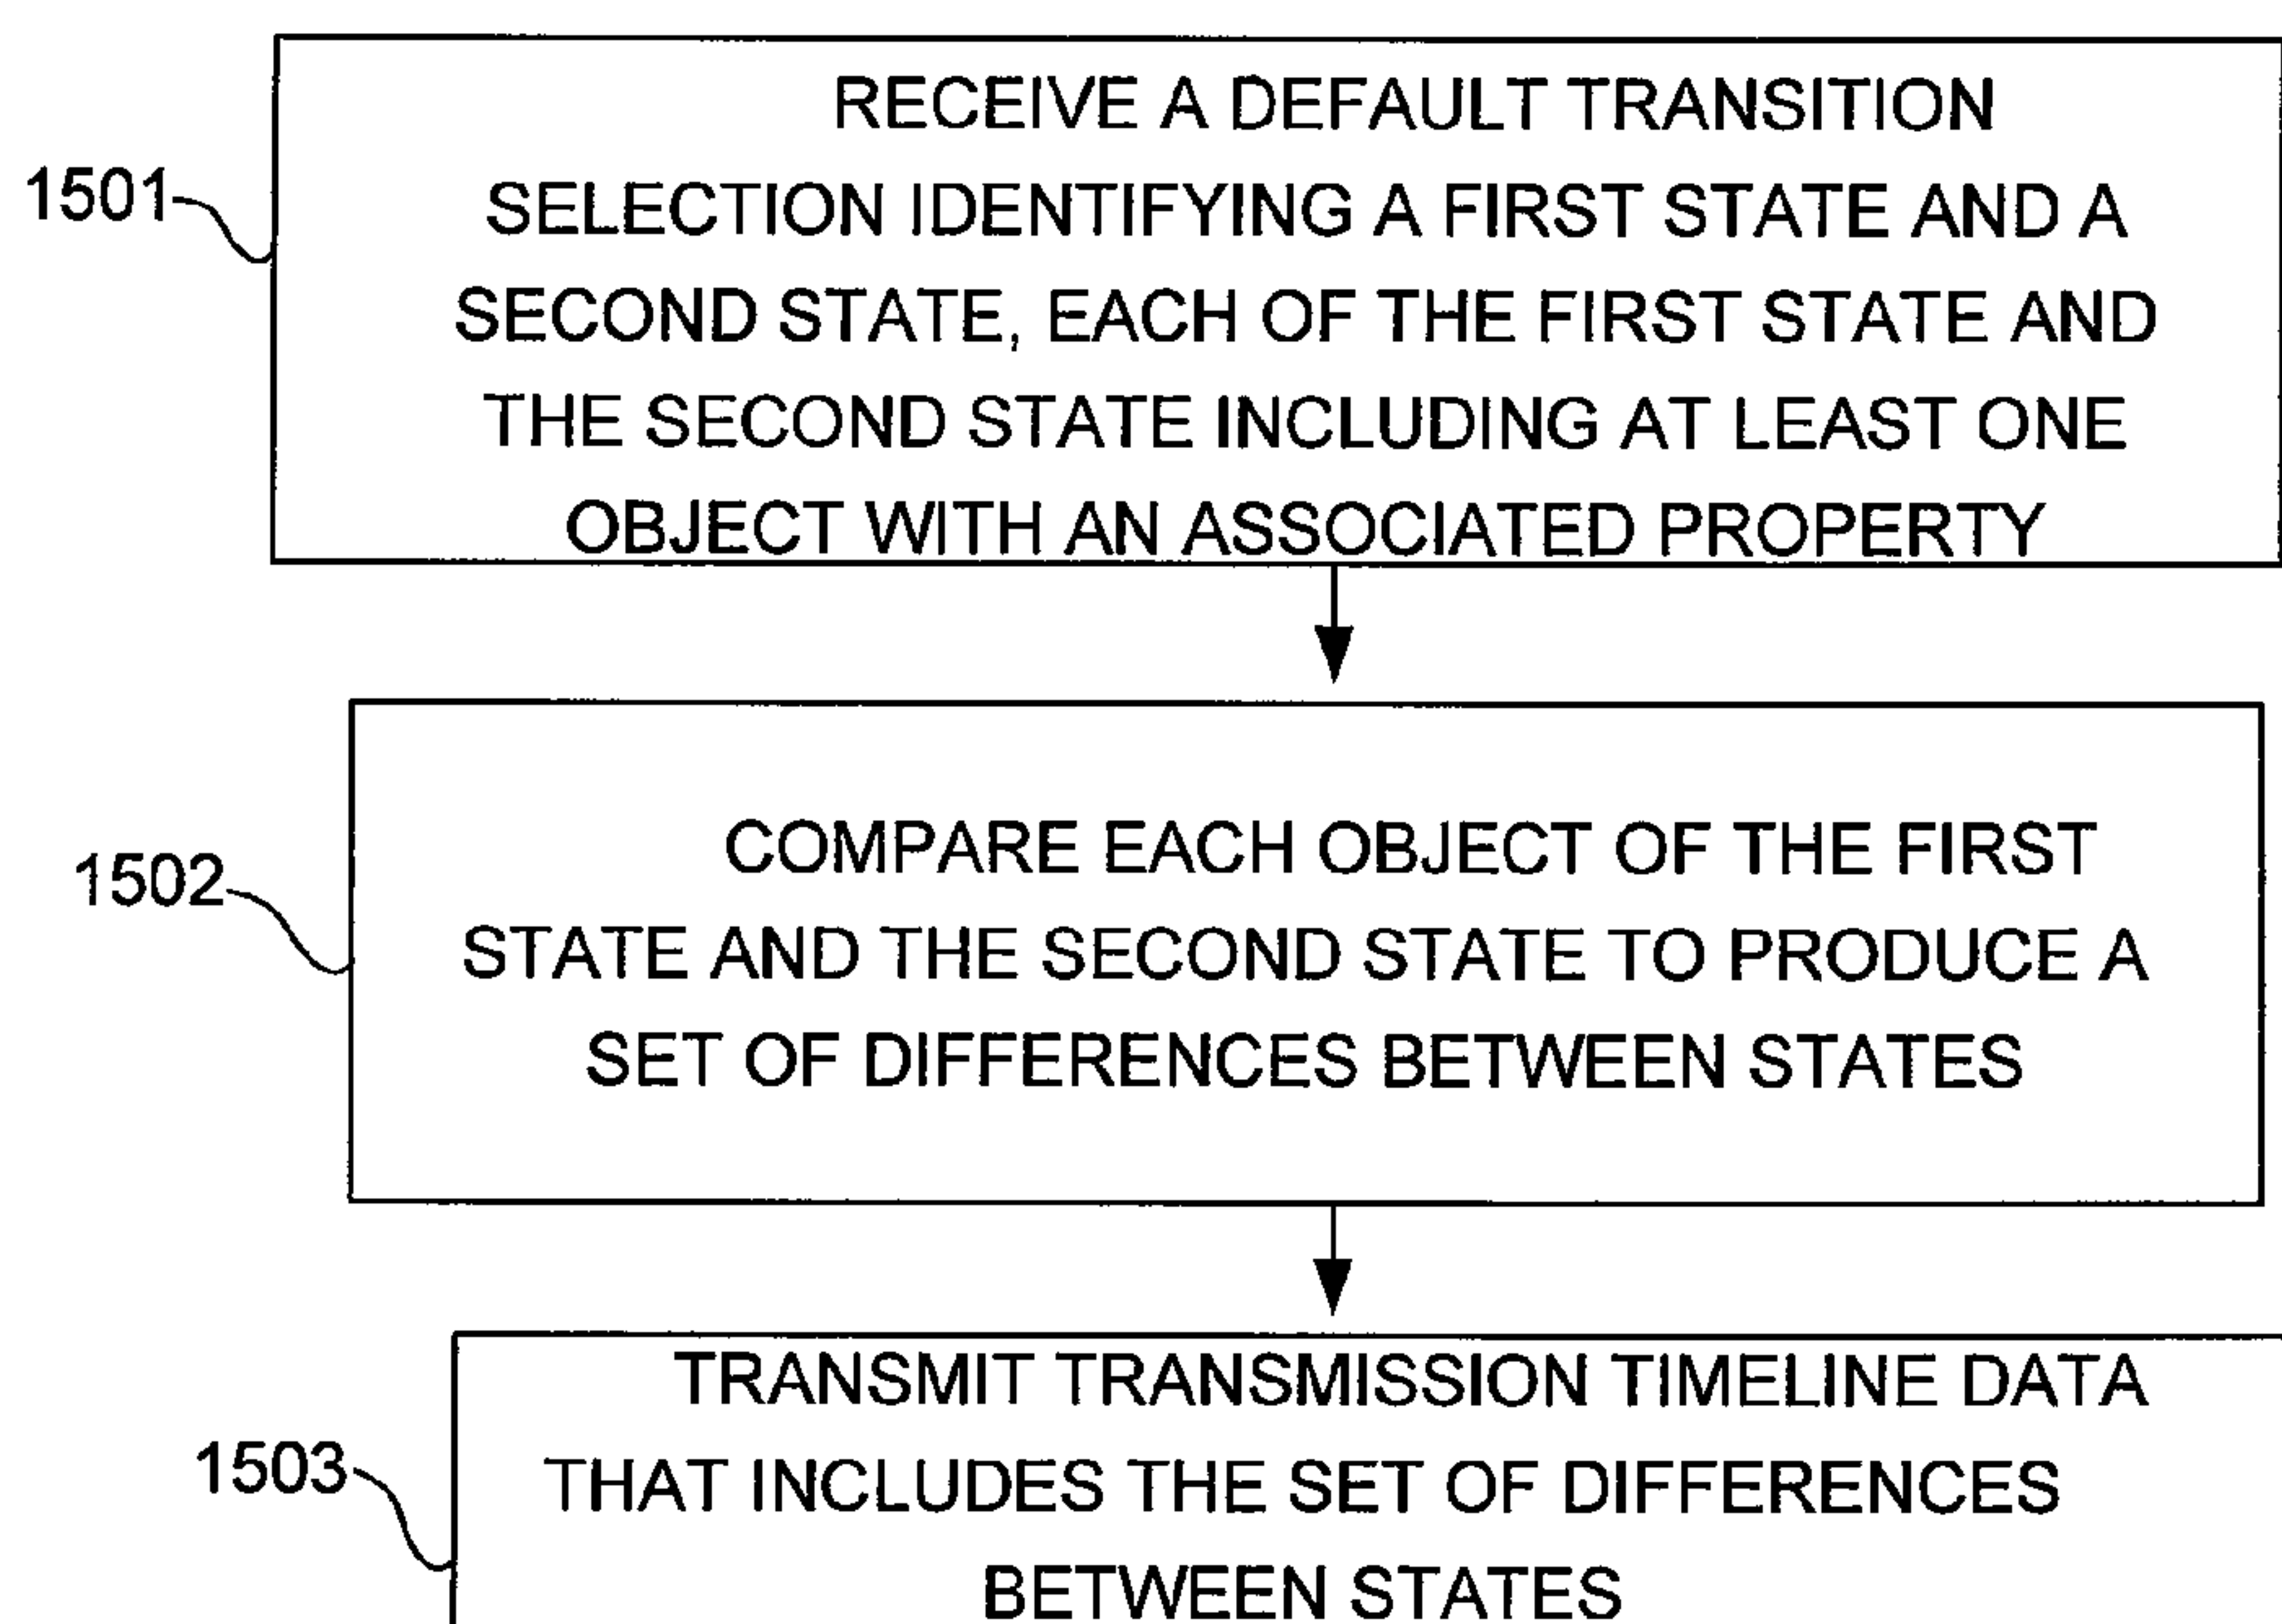 RECEIVE A DEFAULT TRANSITION
1501
SELECTION IDENTIFYING A FIRST STATE AND A
SECOND STATE, EACH OF THE FIRST STATE AND
THE SECOND STATE INCLUDING AT LEAST ONE
OBJECT WITH AN ASSOCIATED PROPERTY
COMPARE EACH OBJECT OF THE FIRST
1502
STATE AND THE SECOND STATE TO PRODUCE A
SET OF DIFFERENCES BETWEEN STATES
TRANSMIT TRANSMISSION TIMELINE DATA
1503
THAT INCLUDES THE SET OF DIFFERENCES
BETWEEN STATES